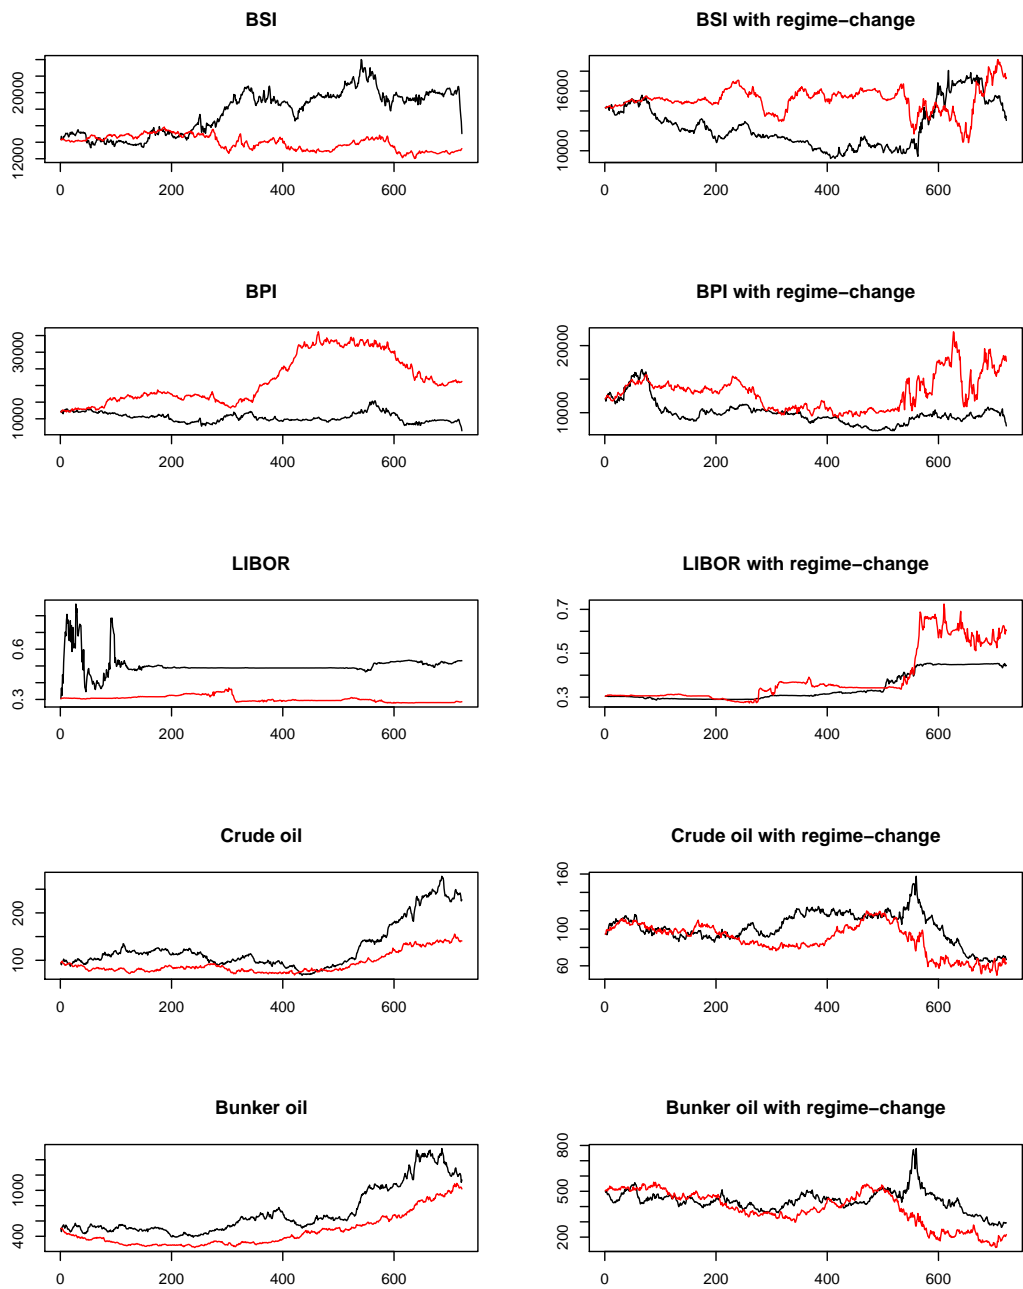 BSI
BSI with regime−change
12000 20000
10000 16000
0 200 400 600
0 200 400 600
BPI
BPI with regime−change
10000 30000
10000 20000
0 200 400 600
0 200 400 600
LIBOR
LIBOR with regime−change
0.3 0.6
0.3 0.5 0.7
0 200 400 600
0 200 400 600
Crude oil
Crude oil with regime−change
100 200
60 100 160
0 200 400 600
0 200 400 600
Bunker oil
Bunker oil with regime−change
400 1000
200 500 800
0 200 400 600
0 200 400 600